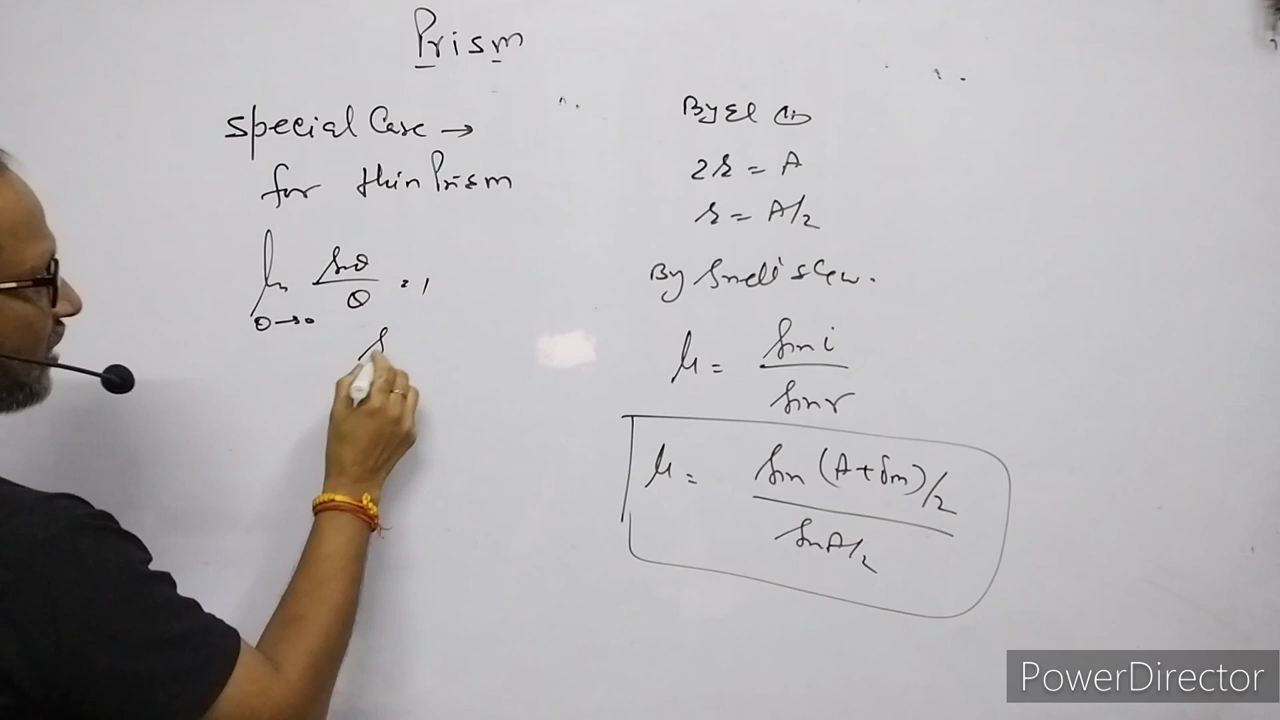 Prism
special Case →
for thin Prism
lim sinθ/θ = 1
θ→0
s
By Eq (1)
2r = A
r = A/2
By Snell's law.
μ = sin i / sin r
μ = sin (A+δm)/2 / sin A/2
PowerDirector